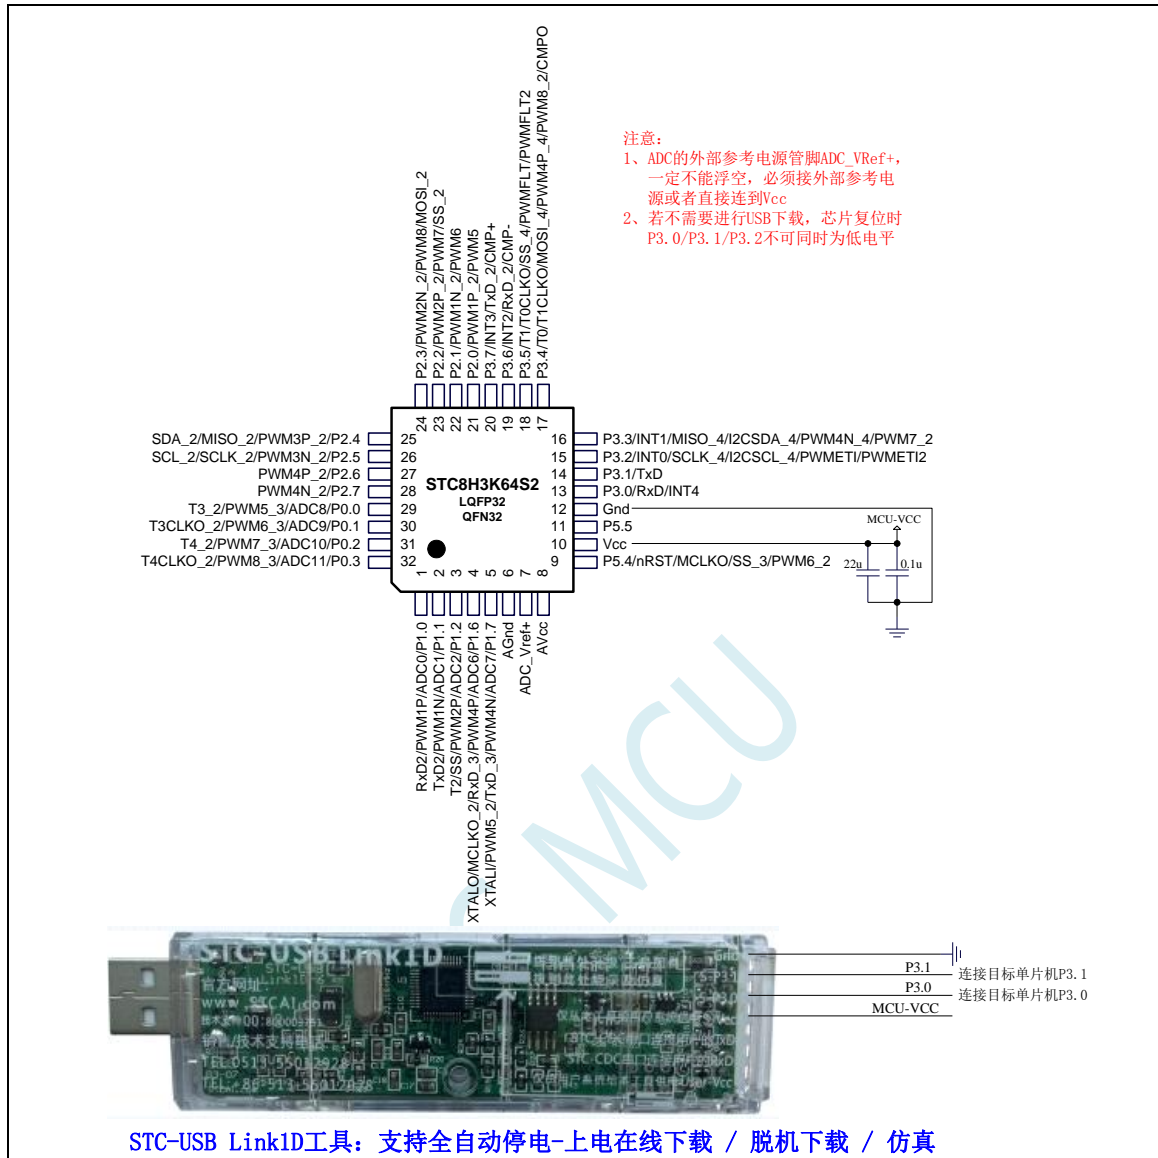 注意：
1、ADC的外部参考电源管脚ADC_VRef+，
一定不能浮空，必须接外部参考电
源或者直接连到Vcc
2、若不需要进行USB下载，芯片复位时
P3.0/P3.1/P3.2不可同时为低电平
P2.3/PWM2N_2/PWM8/MOSI_2
P2.2/PWM2P_2/PWM7/SS_2
P2.1/PWM1N_2/PWM6
P2.0/PWM1P_2/PWM5
P3.7/INT3/TxD_2/CMP+
P3.6/INT2/RxD_2/CMP-
P3.5/T1/T0CLKO/SS_4/PWMFLT/PWMFLT2
P3.4/T0/T1CLKO/MOSI_4/PWM4P_4/PWM8_2/CMPO
24 23 22 21 20 19 18 17
SDA_2/MISO_2/PWM3P_2/P2.4 25
SCL_2/SCLK_2/PWM3N_2/P2.5 26
PWM4P_2/P2.6 27
PWM4N_2/P2.7 28
T3_2/PWM5_3/ADC8/P0.0 29
T3CLKO_2/PWM6_3/ADC9/P0.1 30
T4_2/PWM7_3/ADC10/P0.2 31
T4CLKO_2/PWM8_3/ADC11/P0.3 32
STC8H3K64S2
LQFP32
QFN32
16 P3.3/INT1/MISO_4/I2CSDA_4/PWM4N_4/PWM7_2
15 P3.2/INT0/SCLK_4/I2CSCL_4/PWMETI/PWMETI2
14 P3.1/TxD
13 P3.0/RxD/INT4
12 Gnd
11 P5.5
10 Vcc
9 P5.4/nRST/MCLKO/SS_3/PWM6_2
MCU-VCC
22u 0.1u
1 2 3 4 5 6 7 8
RxD2/PWM1P/ADC0/P1.0
TxD2/PWM1N/ADC1/P1.1
T2/SS/PWM2P/ADC2/P1.2
XTALO/MCLKO_2/RxD_3/PWM4P/ADC6/P1.6
XTALI/PWM5_2/TxD_3/PWM4N/ADC7/P1.7
AGnd
ADC_Vref+
AVcc
MCU
STC-USB Link1D
官方网址:
www.STCAI.com
P3.1 连接目标单片机P3.1
P3.0 连接目标单片机P3.0
MCU-VCC
STC-USB Link1D工具：支持全自动停电-上电在线下载 / 脱机下载 / 仿真